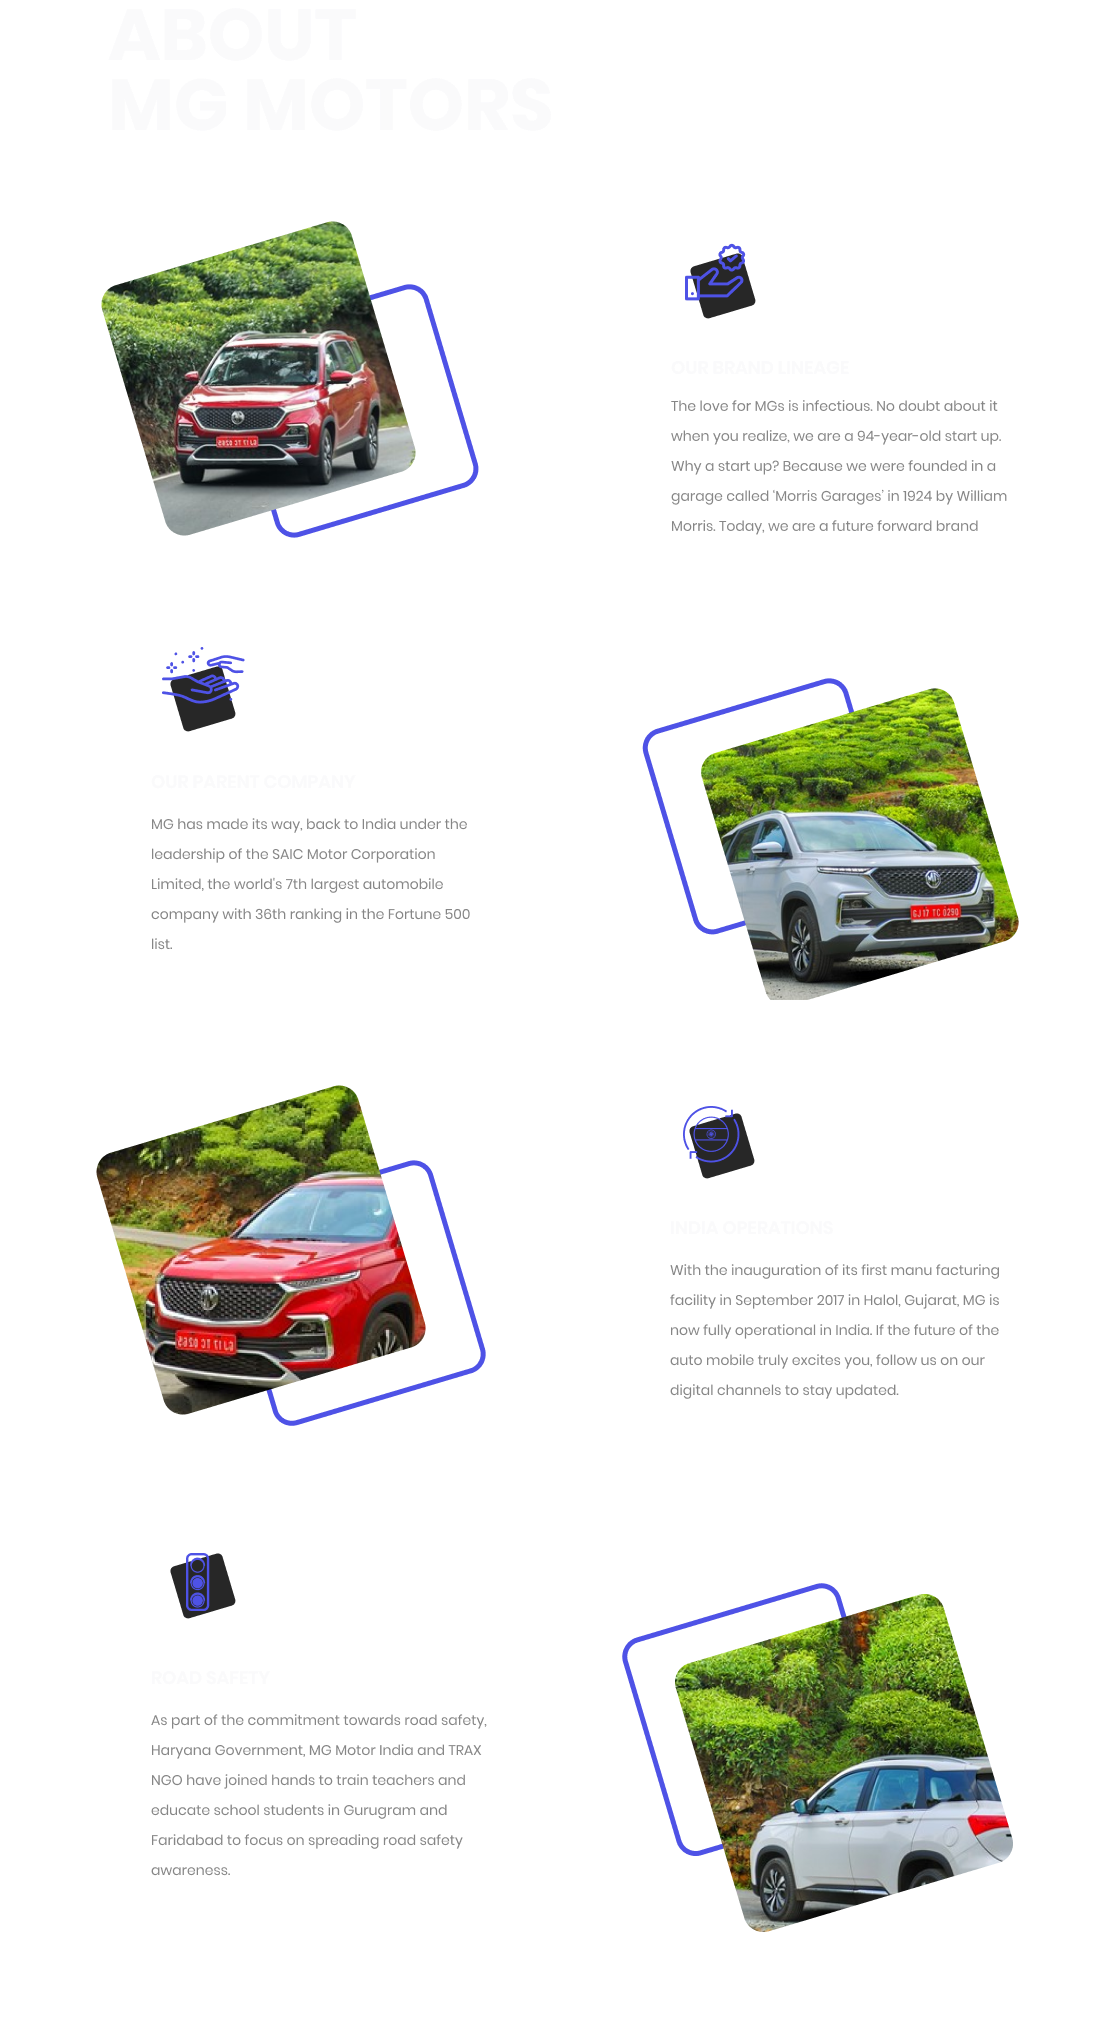 ABOUT
MG MOTORS
OUR BRAND LINEAGE
The love for MGs is infectious. No doubt about it
when you realize, we are a 94-year-old start up.
Why a start up? Because we were founded in a
garage called ‘Morris Garages’ in 1924 by William
Morris. Today, we are a future forward brand
OUR PARENT COMPANY
MG has made its way, back to India under the
leadership of the SAIC Motor Corporation
Limited, the world’s 7th largest automobile
company with 36th ranking in the Fortune 500
list.
GJ 17 TC 0290
INDIA OPERATIONS
With the inauguration of its first manu facturing
facility in September 2017 in Halol, Gujarat, MG is
now fully operational in India. If the future of the
auto mobile truly excites you, follow us on our
digital channels to stay updated.
ROAD SAFETY
As part of the commitment towards road safety,
Haryana Government, MG Motor India and TRAX
NGO have joined hands to train teachers and
educate school students in Gurugram and
Faridabad to focus on spreading road safety
awareness.